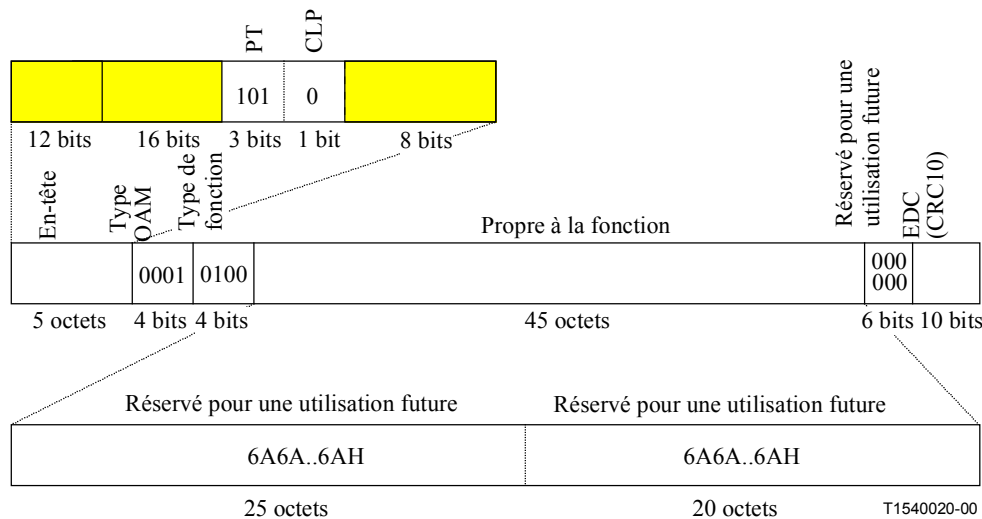 PT
CLP
101
0
12 bits
16 bits
3 bits
1 bit
8 bits
En-tête
Type
OAM
Type de
fonction
Propre à la fonction
Réservé pour une
utilisation future
EDC
(CRC10)
0001
0100
000
000
5 octets
4 bits
4 bits
45 octets
6 bits
10 bits
Réservé pour une utilisation future
Réservé pour une utilisation future
6A6A..6AH
6A6A..6AH
25 octets
20 octets
T1540020-00